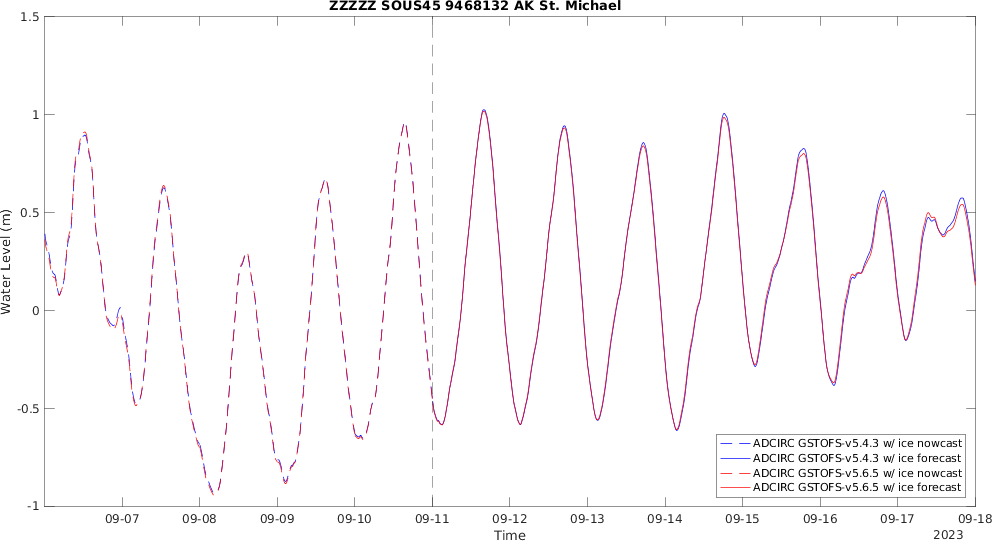 ZZZZZ SOUS45 9468132 AK St. Michael
1.5
1
0.5
0
-0.5
-1
Water Level (m)
09-07
09-08
09-09
09-10
09-11
09-12
09-13
09-14
09-15
09-16
09-17
09-18
Time
2023
ADCIRC GSTOFS-v5.4.3 w/ ice nowcast
ADCIRC GSTOFS-v5.4.3 w/ ice forecast
ADCIRC GSTOFS-v5.6.5 w/ ice nowcast
ADCIRC GSTOFS-v5.6.5 w/ ice forecast